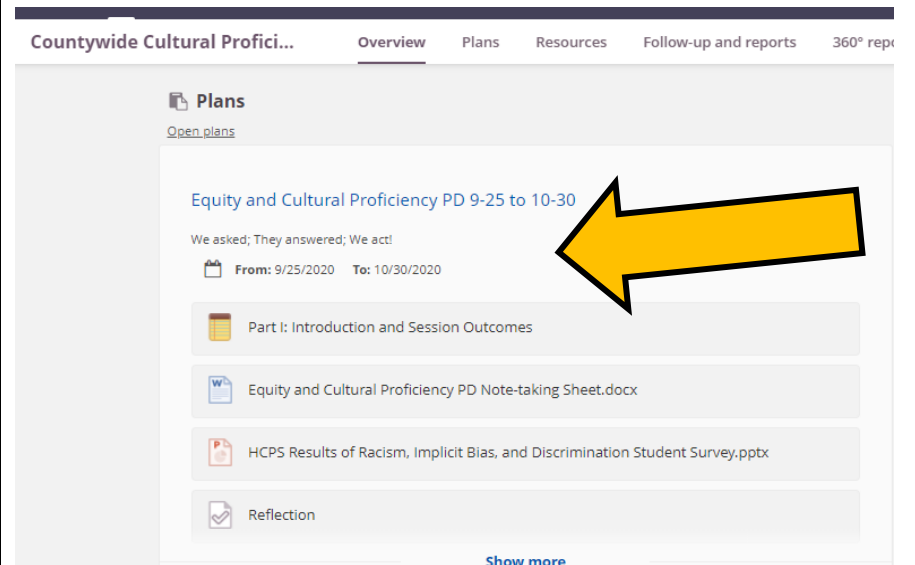 Countywide Cultural Profici... Overview Plans Resources Follow-up and reports 360° repo
Plans
Open plans
Equity and Cultural Proficiency PD 9-25 to 10-30
We asked; They answered; We act!
From: 9/25/2020 To: 10/30/2020
Part I: Introduction and Session Outcomes
Equity and Cultural Proficiency PD Note-taking Sheet.docx
HCPS Results of Racism, Implicit Bias, and Discrimination Student Survey.pptx
Reflection
Show more